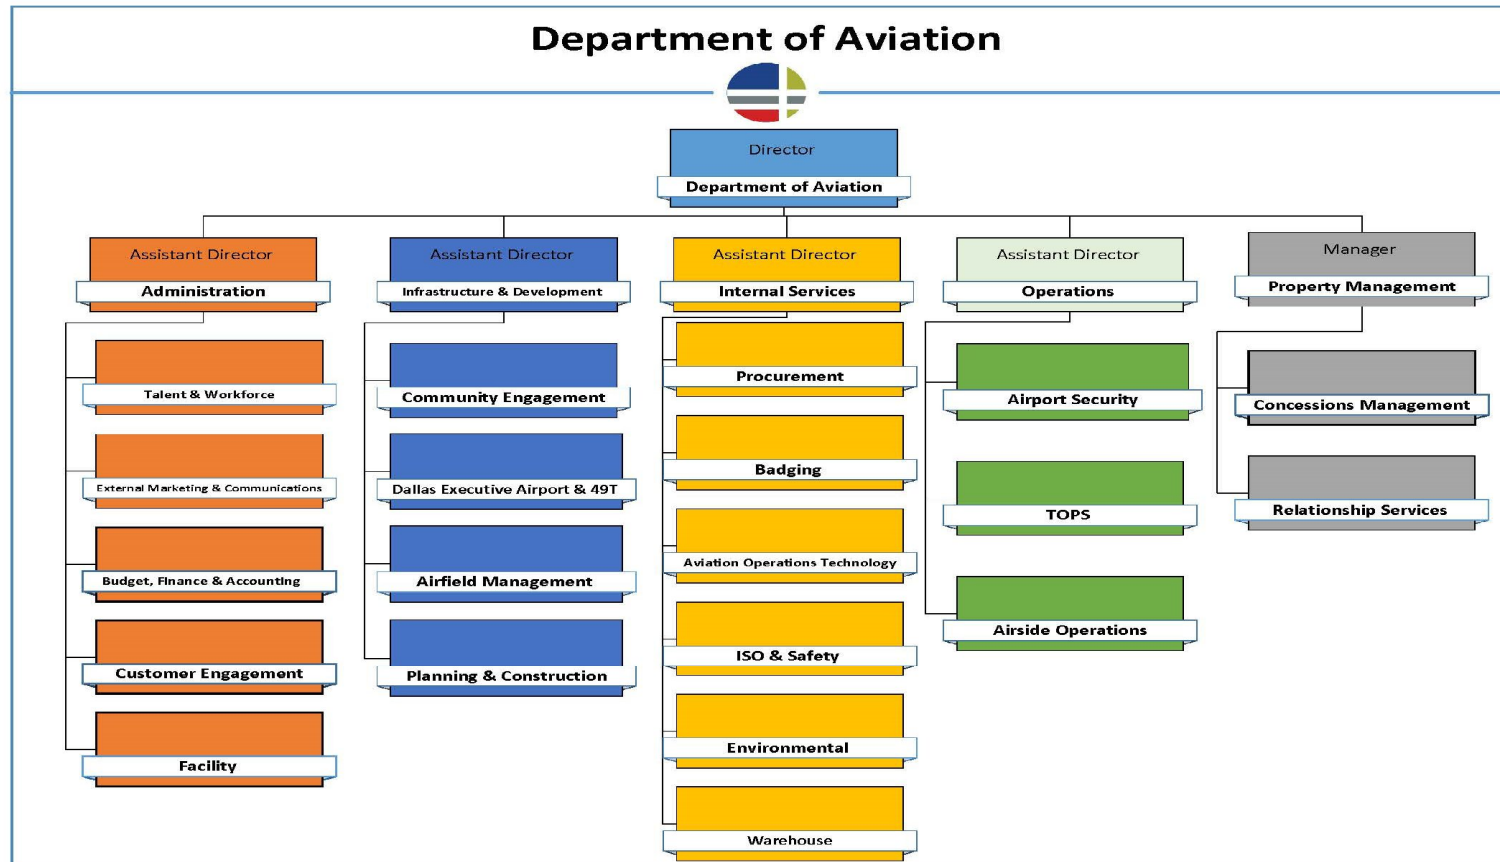 Department of Aviation
Director
Department of Aviation
Assistant Director
Administration
Talent & Workforce
External Marketing & Communications
Budget, Finance & Accounting
Customer Engagement
Facility
Assistant Director
Infrastructure & Development
Community Engagement
Dallas Executive Airport & 49T
Airfield Management
Planning & Construction
Assistant Director
Internal Services
Procurement
Badging
Aviation Operations Technology
ISO & Safety
Environmental
Warehouse
Assistant Director
Operations
Airport Security
TOPS
Airside Operations
Manager
Property Management
Concessions Management
Relationship Services